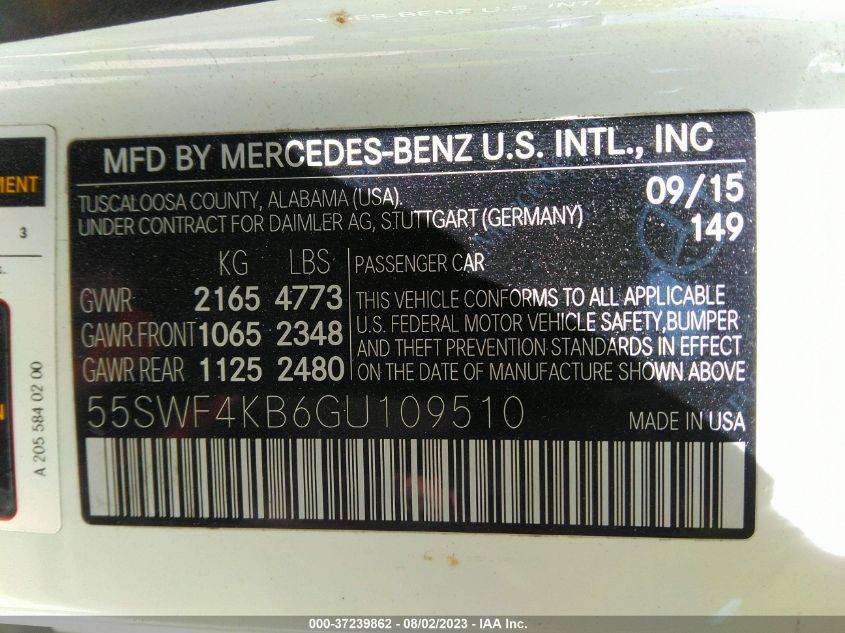 MFD BY MERCEDES-BENZ U.S. INTL., INC
TUSCALOOSA COUNTY, ALABAMA (USA).
UNDER CONTRACT FOR DAIMLER AG, STUTTGART (GERMANY)
09/15
149
KG LBS
GVWR 2165 4773
GAWR FRONT 1065 2348
GAWR REAR 1125 2480
PASSENGER CAR
THIS VEHICLE CONFORMS TO ALL APPLICABLE
U.S. FEDERAL MOTOR VEHICLE SAFETY,BUMPER
AND THEFT PREVENTION STANDARDS IN EFFECT
ON THE DATE OF MANUFACTURE SHOWN ABOVE
55SWF4KB6GU109510
MADE IN USA
3
A 205 584 02 00
000-37239862 - 08/02/2023 - IAA Inc.